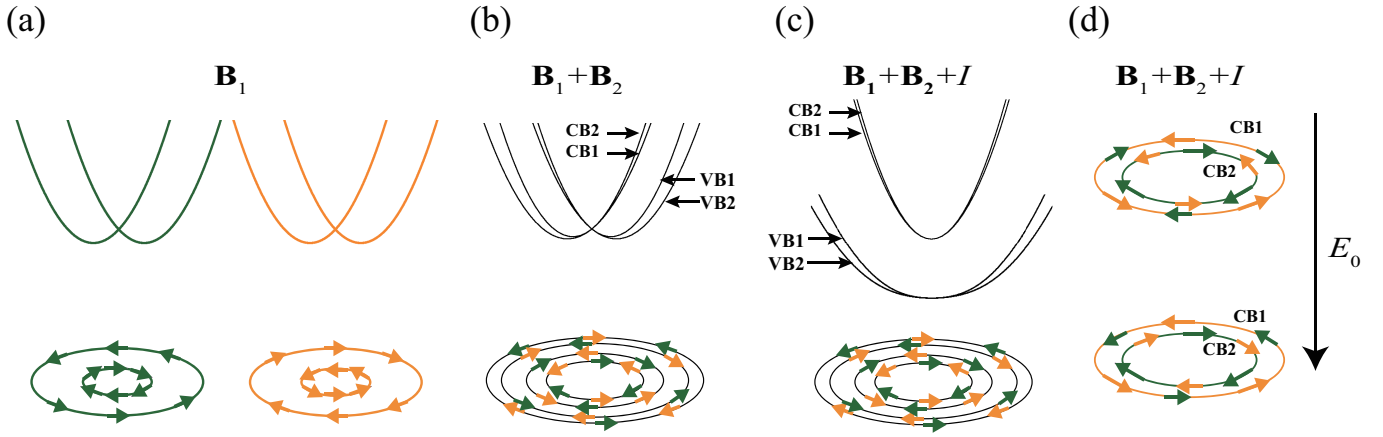 (a)
B1
(b)
B1+B2
CB2
CB1
VB1
VB2
(c)
B1+B2+I
CB2
CB1
VB1
VB2
(d)
B1+B2+I
CB1
CB2
CB1
CB2
E0